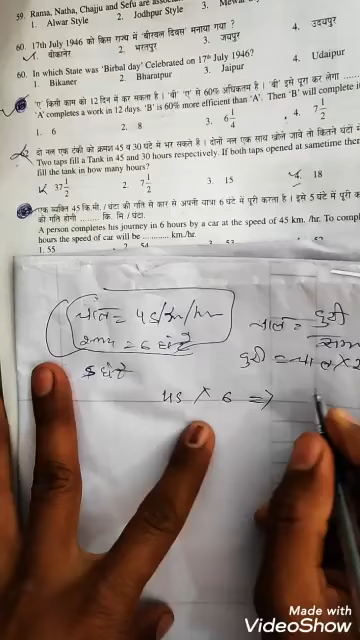 59. Rama, Natha, Chajju and Sefu are
1. Alwar Style 2. Jodhpur Style 3.
60. 17th July 1946 को किस राज्य में 'बीरबल दिवस' मनाया गया ?
1. बीकानेर 2. भरतपुर 3. जयपुर 4. उदयपुर
60. In which State was 'Birbal day' Celebrated on 17th July 1946?
1. Bikaner 2. Bharatpur 3. Jaipur 4. Udaipur
'ए' किसी काम को 12 दिन में कर सकता है । 'बी' 'ए' से 60% अधिकतम है । 'बी' इसे पूरा कर लेगा
'A' completes a work in 12 days. 'B' is 60% more efficient than 'A'. Then 'B' will complete it
1. 6 2. 8 3. 6 1/4 4. 7 1/2
दो नल एक टंकी को क्रमश 45 व 30 घंटे में भर सकते है । दोनों नल एक साथ खोले जावे तो कितने घंटों में
Two taps fill a Tank in 45 and 30 hours respectively. If both taps opened at sametime then
fill the tank in how many hours?
37 1/2 2. 7 1/2 3. 15 4. 18
एक व्यक्ति 45 कि.मी. / घंटा की गति से कार से अपनी यात्रा 6 घंटे में पूरी करता है । इसे 5 घंटे में पूरी
की गति होगी ......... कि. मि / घंटा.
A person completes his journey in 6 hours by a car at the speed of 45 km. /hr. To
hours the speed of car will be ........... km./hr.
1. 55 2. 54 3. 53
चाल = 45/km/hr
समय = 6 घंटे
5 घंटे
चाल = दुरी
दुरी = चाल ×
45 × 6 ⇒
Made with
VideoShow